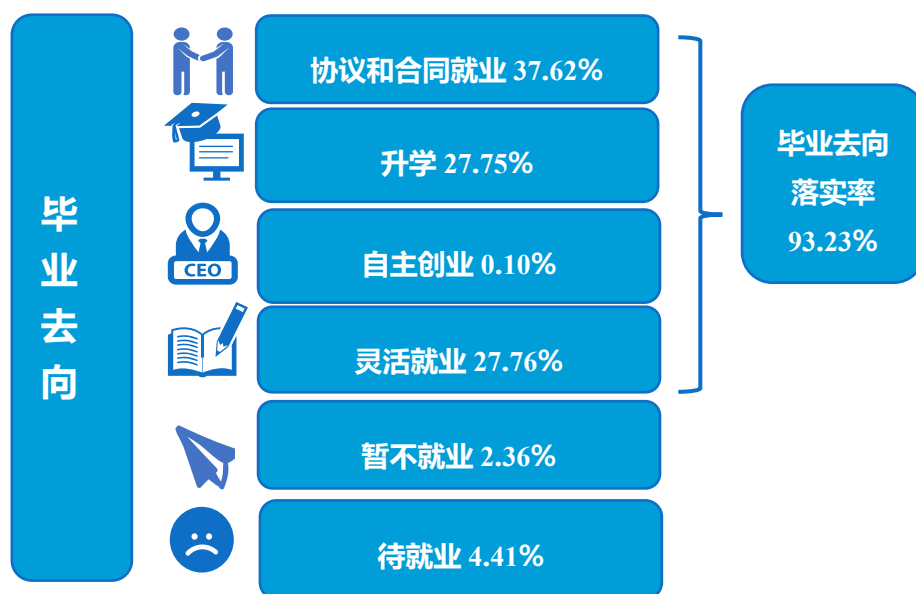 毕业去向
协议和合同就业 37.62%
升学 27.75%
CEO
自主创业 0.10%
灵活就业 27.76%
暂不就业 2.36%
待就业 4.41%
毕业去向
落实率
93.23%